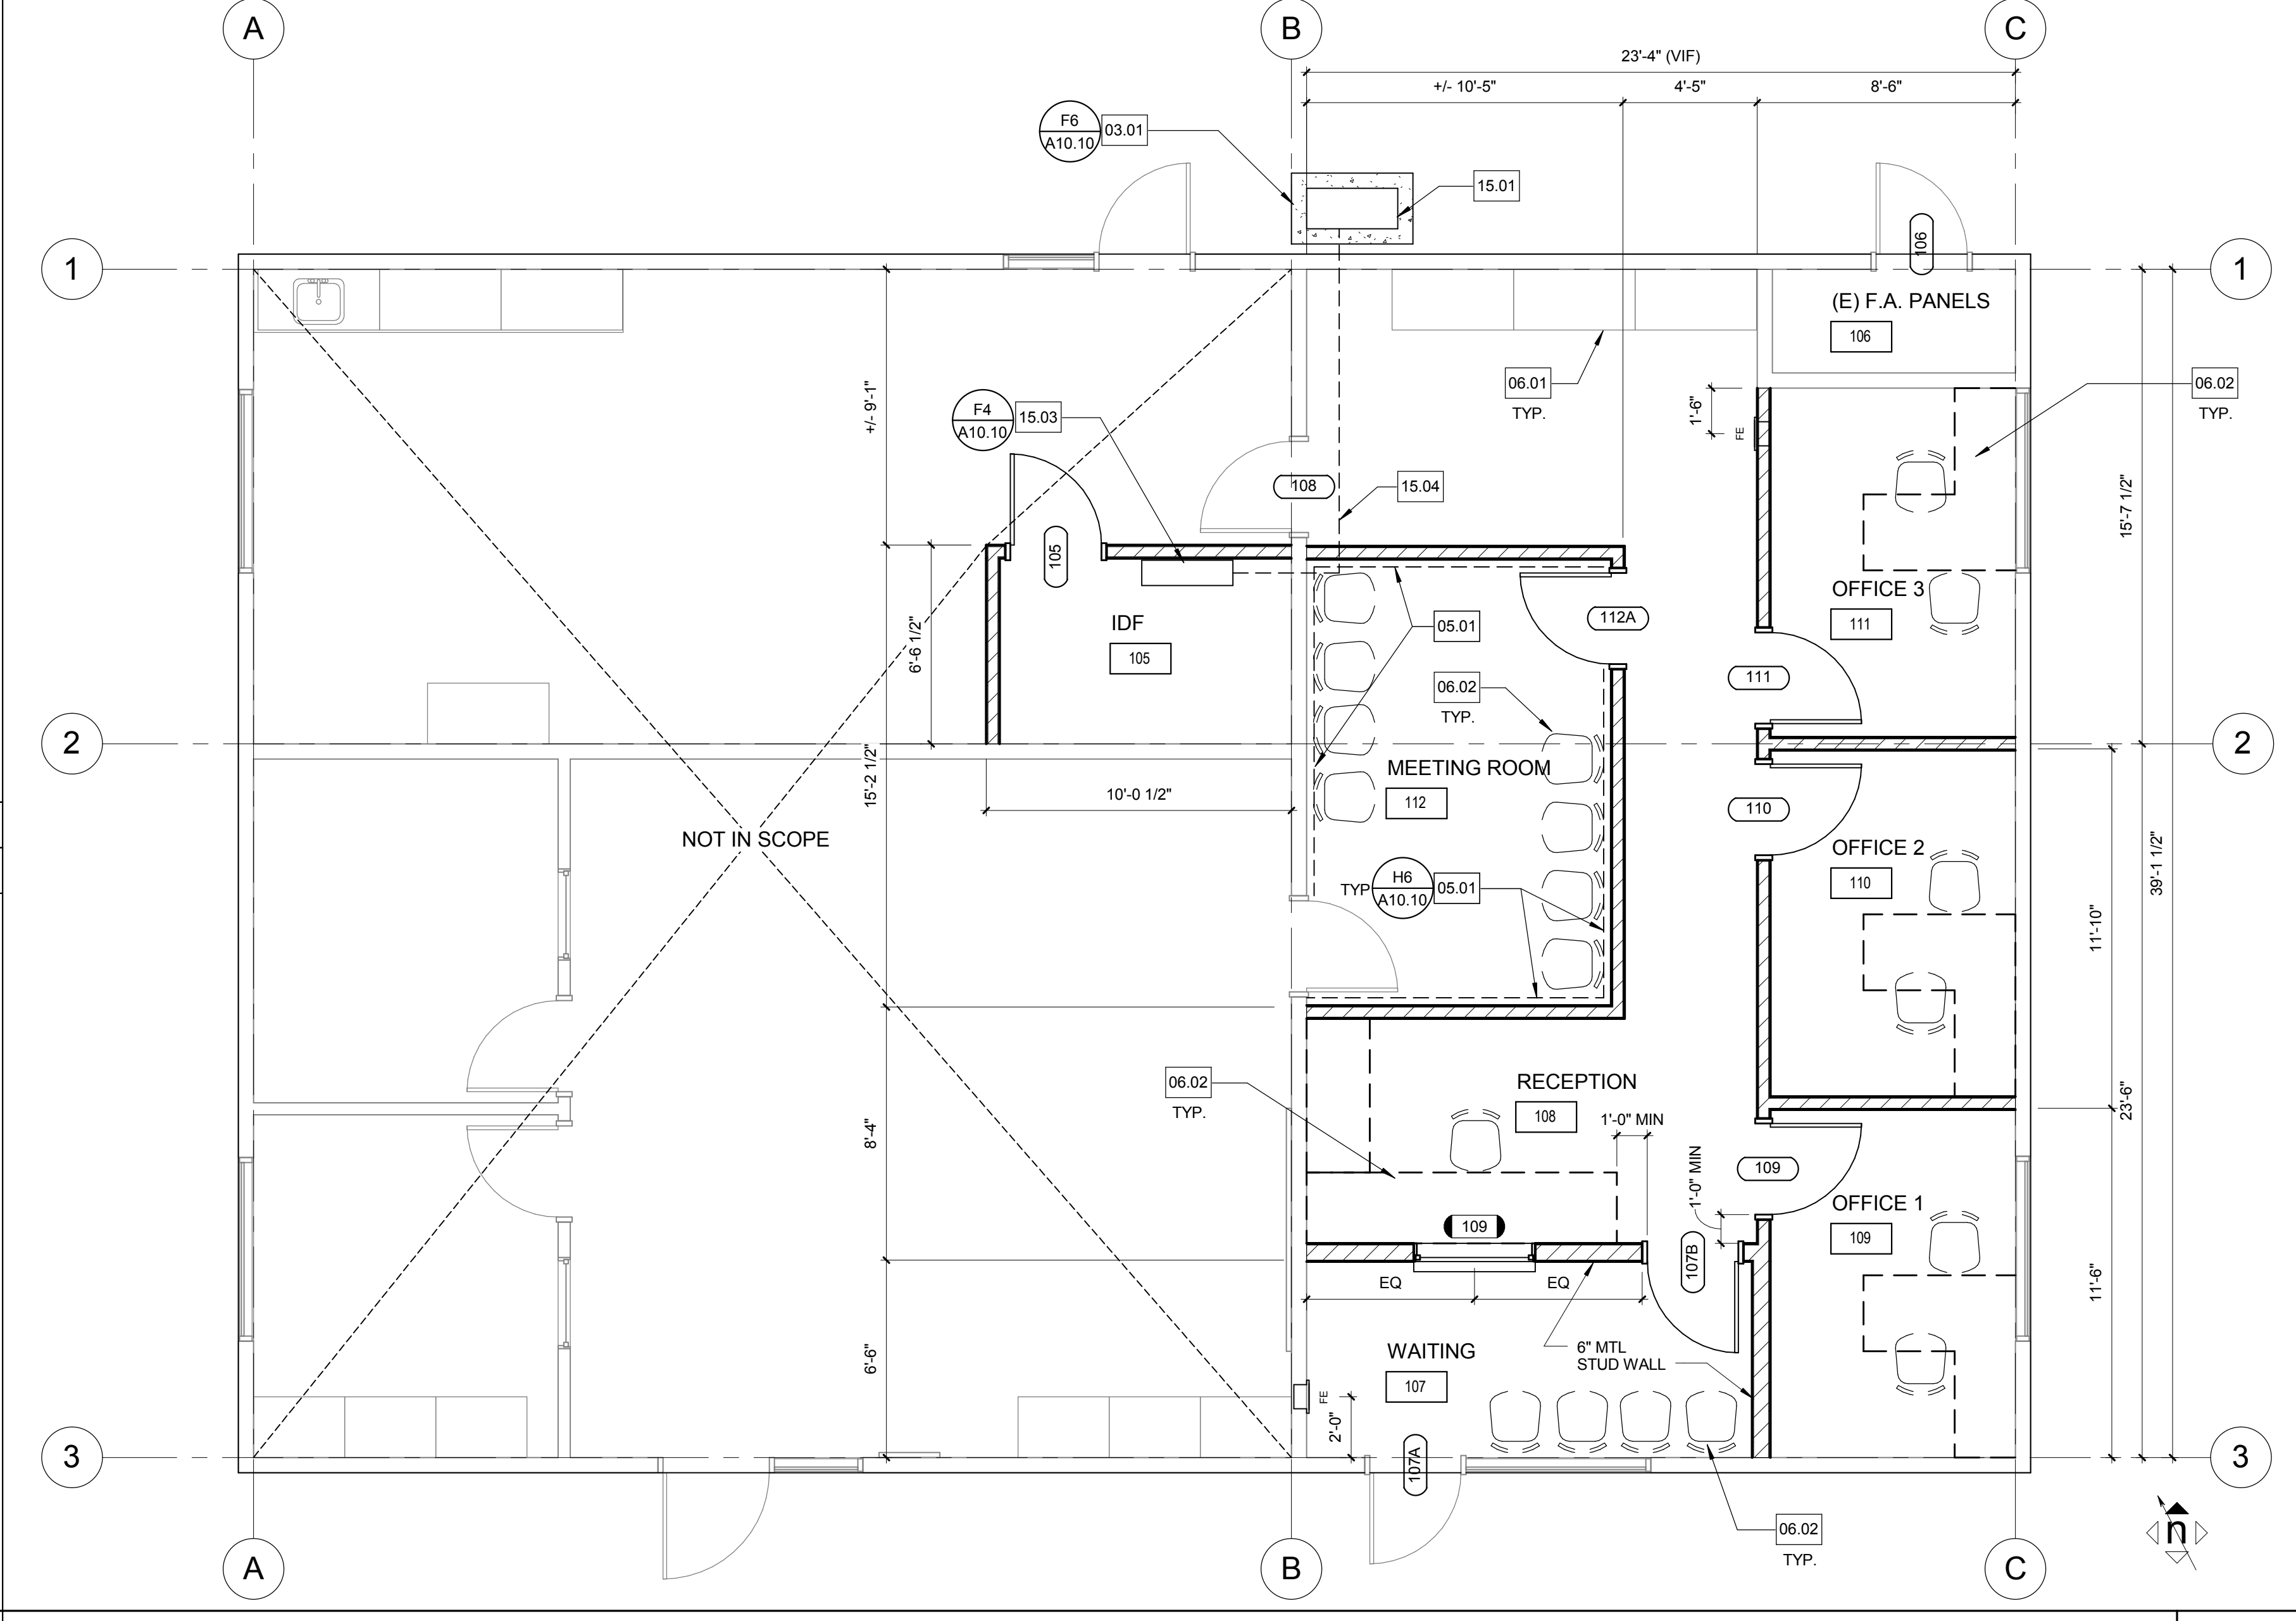 A
B
C
23'-4" (VIF)
+/- 10'-5"
4'-5"
8'-6"
F6
A10.10
03.01
15.01
106
1
1
(E) F.A. PANELS
106
06.01
TYP.
06.02
TYP.
+/- 9'-1"
F4
A10.10
15.03
1'-6"
FE
108
15.04
15'-7 1/2"
105
OFFICE 3
111
IDF
105
6'-6 1/2"
05.01
112A
111
06.02
TYP.
2
2
15'-2 1/2"
10'-0 1/2"
MEETING ROOM
112
110
NOT IN SCOPE
OFFICE 2
110
39'-1 1/2"
TYP
H6
A10.10
05.01
11'-10"
06.02
TYP.
RECEPTION
108
1'-0" MIN
8'-4"
23'-6"
1'-0" MIN
109
109
OFFICE 1
109
107B
EQ
EQ
11'-6"
WAITING
107
6" MTL
STUD WALL
6'-6"
FE
2'-0"
3
3
107A
06.02
TYP.
n
A
B
C